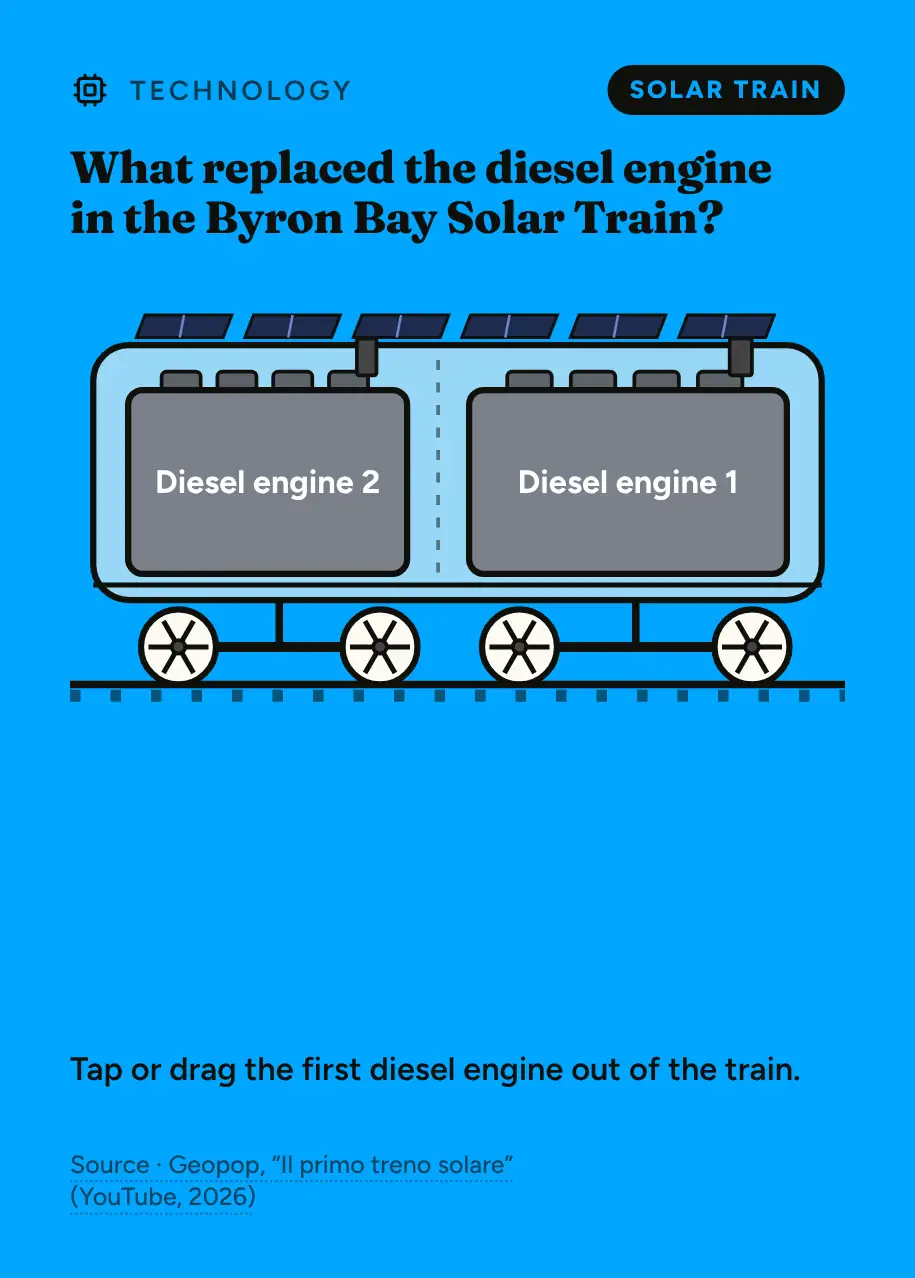 TECHNOLOGY
SOLAR TRAIN
What replaced the diesel engine
in the Byron Bay Solar Train?
Diesel engine 2
Diesel engine 1
Tap or drag the first diesel engine out of the train.
Source · Geopop, “Il primo treno solare”
(YouTube, 2026)